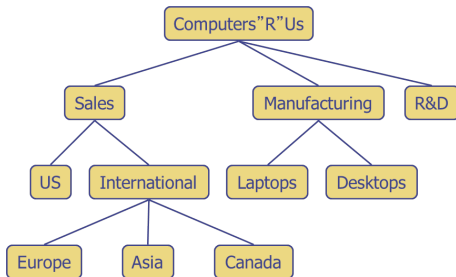 Computers”R”Us
Sales
Manufacturing
R&D
US
International
Laptops
Desktops
Europe
Asia
Canada